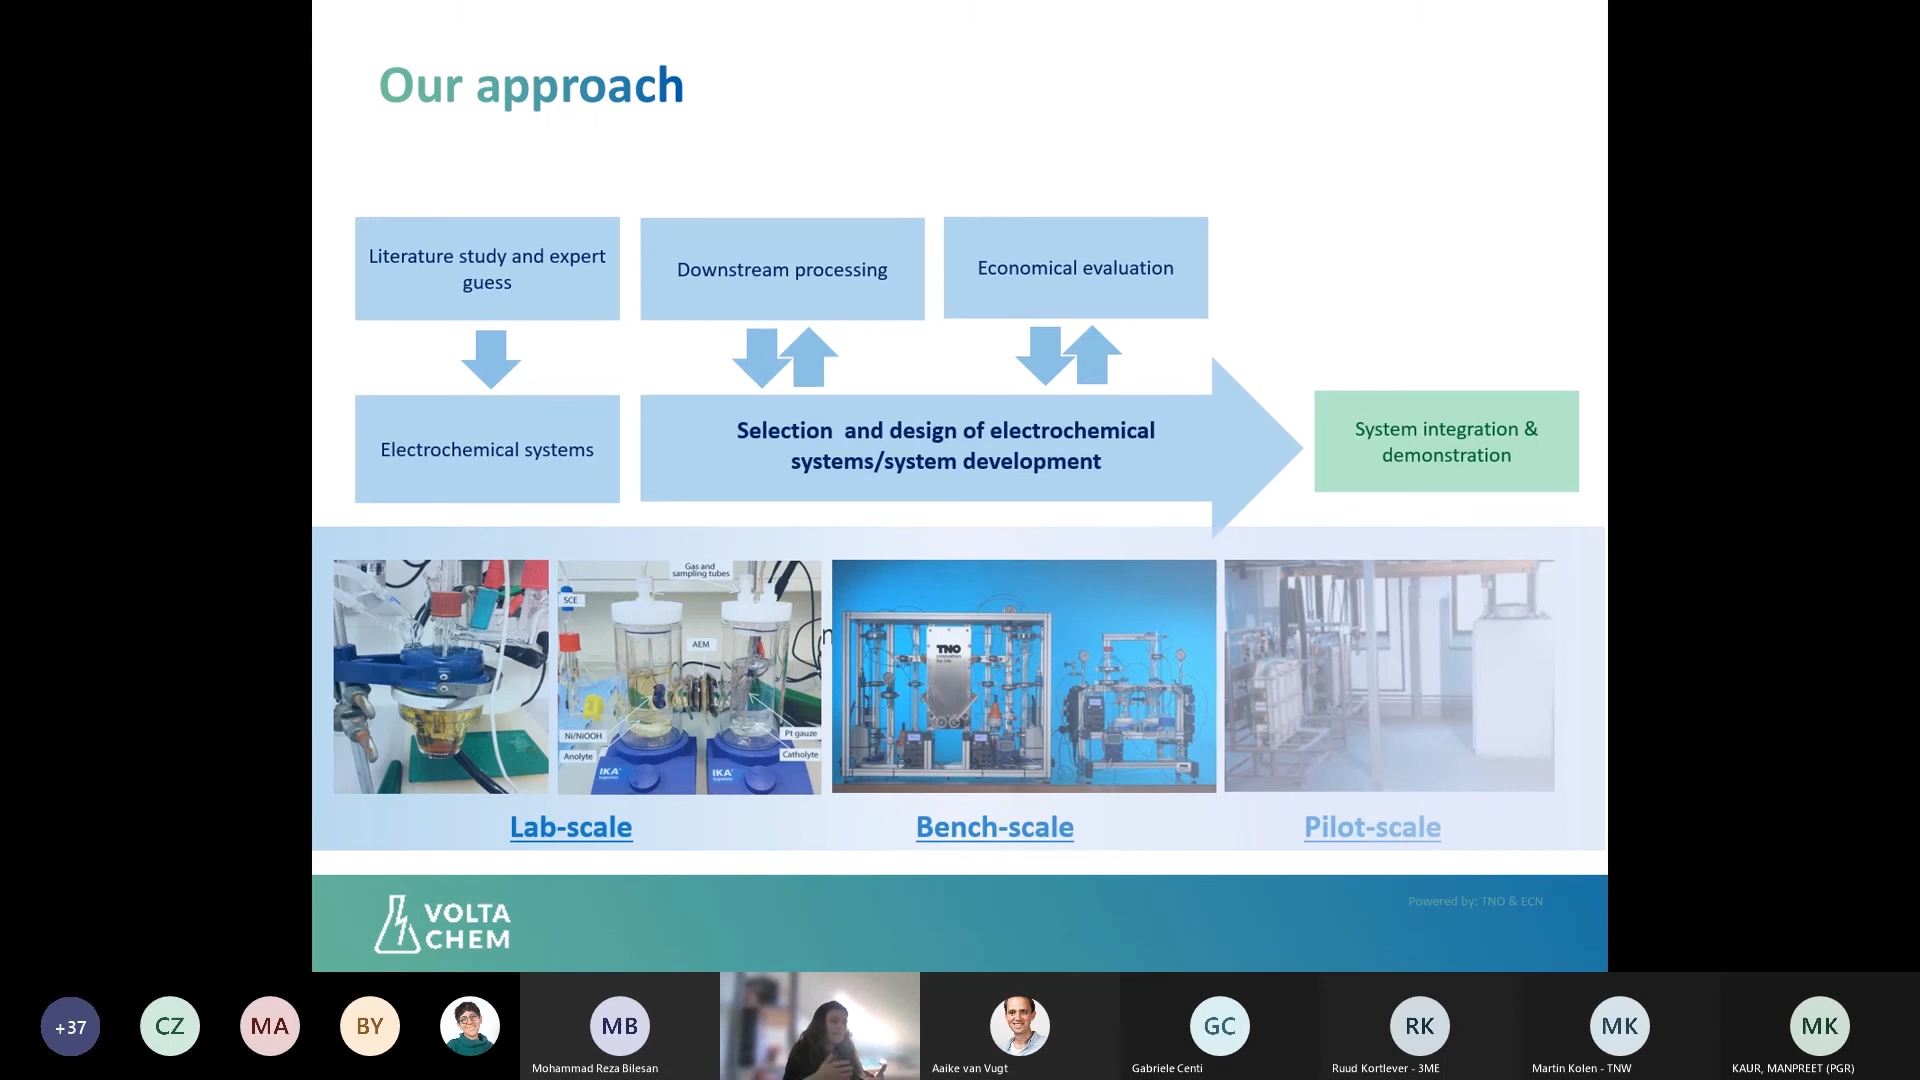 Our approach
Literature study and expert
guess
Downstream processing
Economical evaluation
Electrochemical systems
Selection  and design of electrochemical
systems/system development
System integration &
demonstration
Gas and
sampling tubes
SCE
AEM
n
TNO innovation
for life
Ni/NiOOH
Anolyte
Pt gauze
Catholyte
IKA
IKA
Lab-scale
Bench-scale
Pilot-scale
VOLTA
CHEM
Powered by: TNO & ECN
+37
CZ
MA
BY
MB
GC
RK
MK
MK
Mohammad Reza Bilesan
Aaike van Vugt
Gabriele Centi
Ruud Kortlever - 3ME
Martin Kolen - TNW
KAUR, MANPREET (PGR)